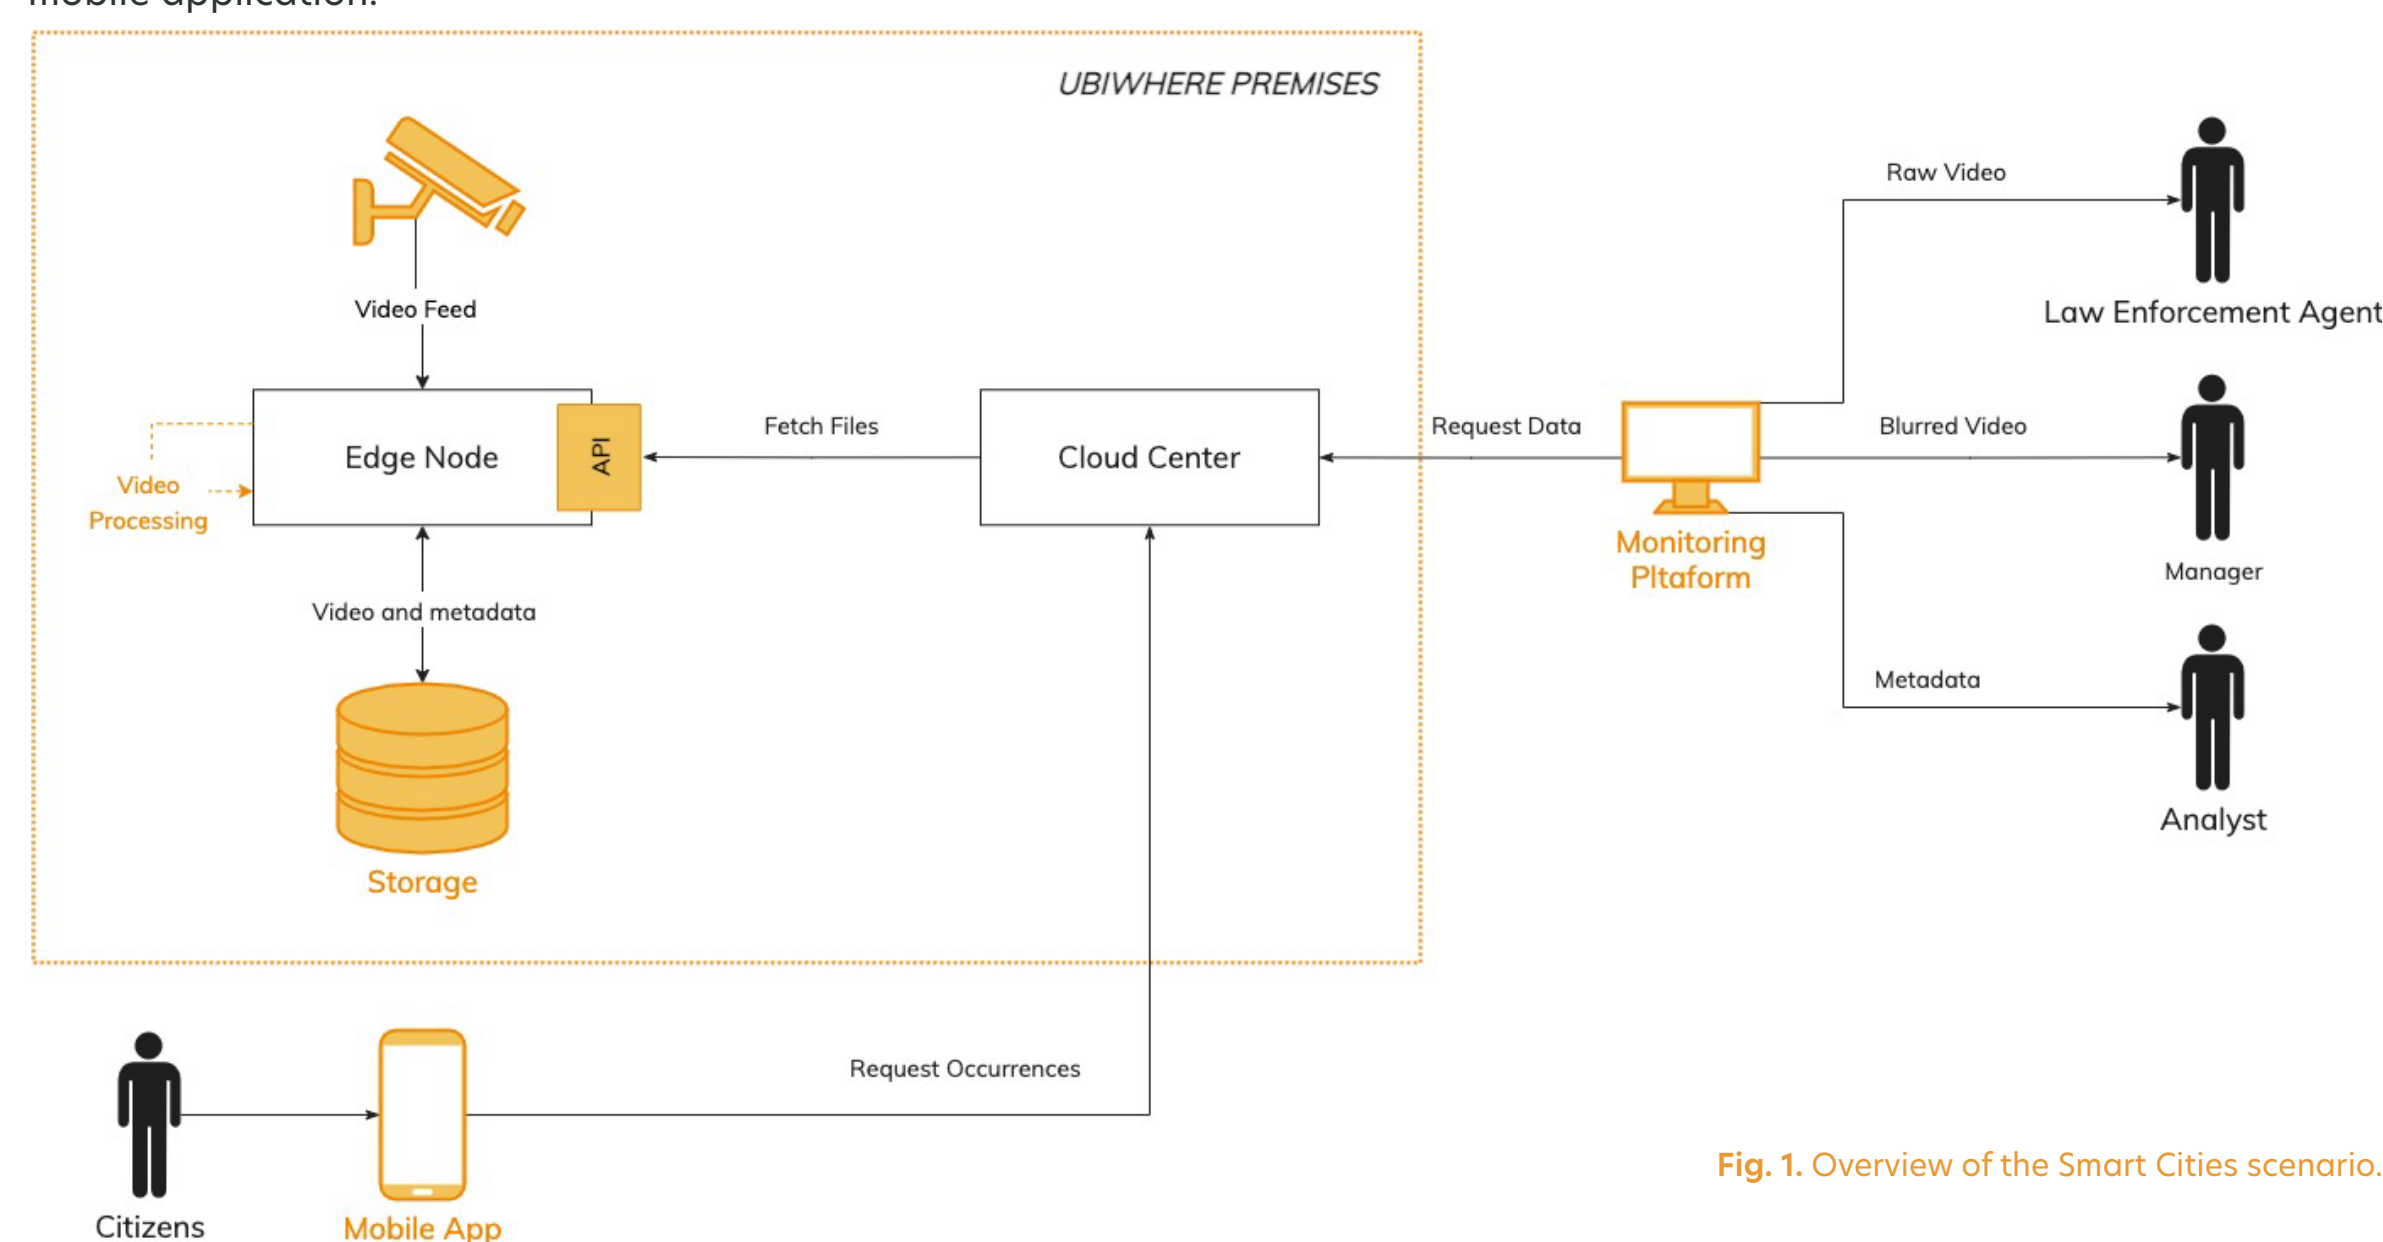 mobile application.
UBIWHERE PREMISES
Raw Video
Law Enforcement Agent
Video Feed
Edge Node
API
Fetch Files
Cloud Center
Request Data
Blurred Video
Video
Processing
Monitoring
Pltaform
Manager
Video and metadata
Metadata
Analyst
Storage
Request Occurrences
Citizens
Mobile App
Fig. 1. Overview of the Smart Cities scenario.